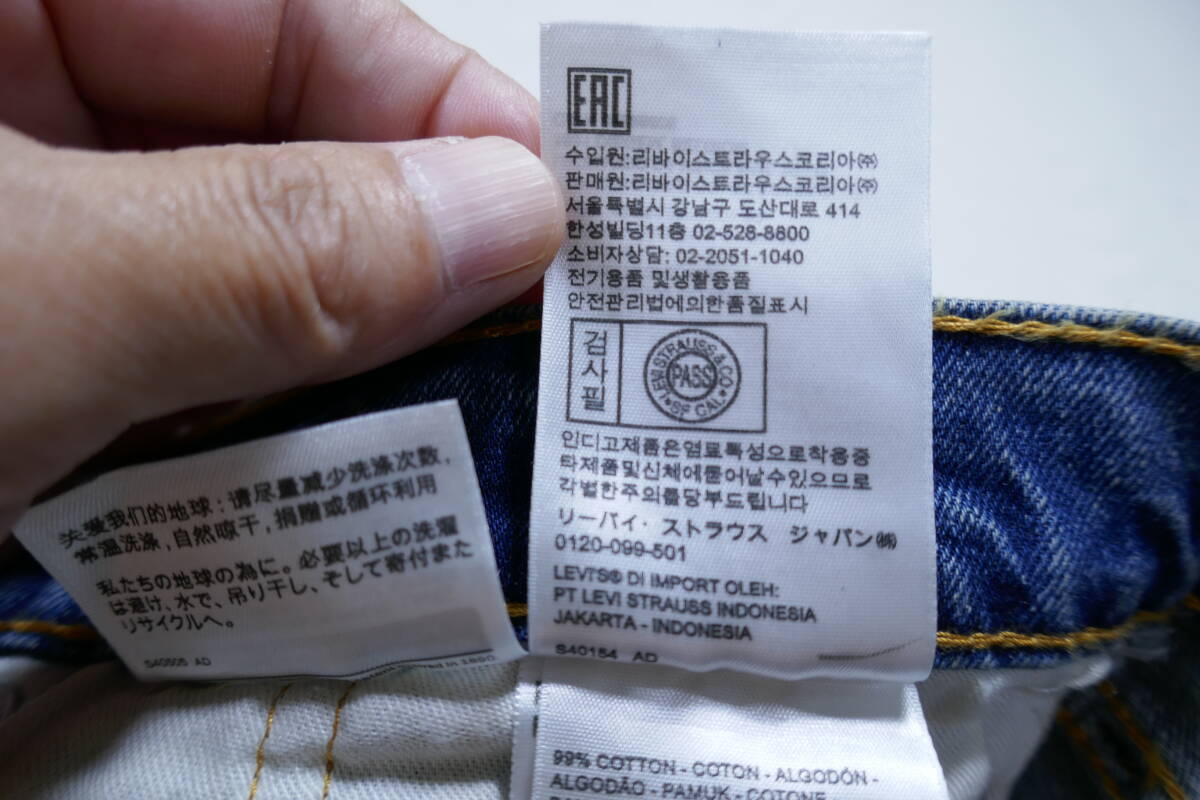 EAC
수입원:리바이스트라우스코리아㈜
판매원:리바이스트라우스코리아㈜
서울특별시 강남구 도산대로 414
한성빌딩11층 02-528-8800
소비자상담: 02-2051-1040
전기용품 및생활용품
안전관리법에의한품질표시
검사필
LEVI STRAUSS & CO.
PASS
SF CAL
인디고제품은염료특성으로착용중
타제품및신체에묻어날수있으므로
각별한주의를당부드립니다
リーバイ・ストラウス ジャパン㈱
0120-099-501
LEVI'S® DI IMPORT OLEH:
PT LEVI STRAUSS INDONESIA
JAKARTA - INDONESIA
S40154 AD
关爱我们的地球:请尽量减少洗涤次数,
常温洗涤,自然晾干,捐赠或循环利用
私たちの地球の為に。必要以上の洗濯
は避け、水で、吊り干し、そして寄付また
リサイクルへ。
S40505 AD
in 1890
99% COTTON - COTON - ALGODÓN -
ALGODÃO - PAMUK - COTONE